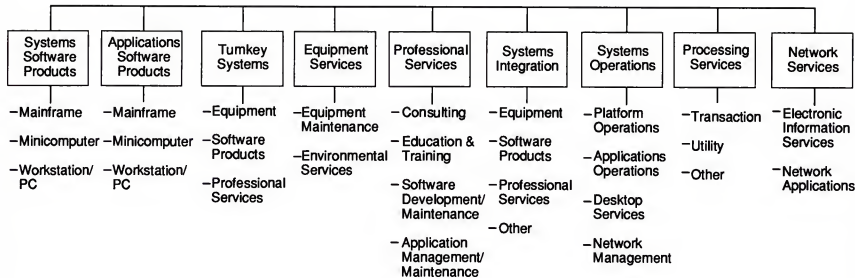 Systems
Software
Products
–Mainframe
–Minicomputer
–Workstation/
PC
Applications
Software
Products
–Mainframe
–Minicomputer
–Workstation/
PC
Turnkey
Systems
–Equipment
–Software
Products
–Professional
Services
Equipment
Services
–Equipment
Maintenance
–Environmental
Services
Professional
Services
–Consulting
–Education &
Training
–Software
Development/
Maintenance
–Application
Management/
Maintenance
Systems
Integration
–Equipment
–Software
Products
–Professional
Services
–Other
Systems
Operations
–Platform
Operations
–Applications
Operations
–Desktop
Services
–Network
Management
Processing
Services
–Transaction
–Utility
–Other
Network
Services
–Electronic
Information
Services
–Network
Applications